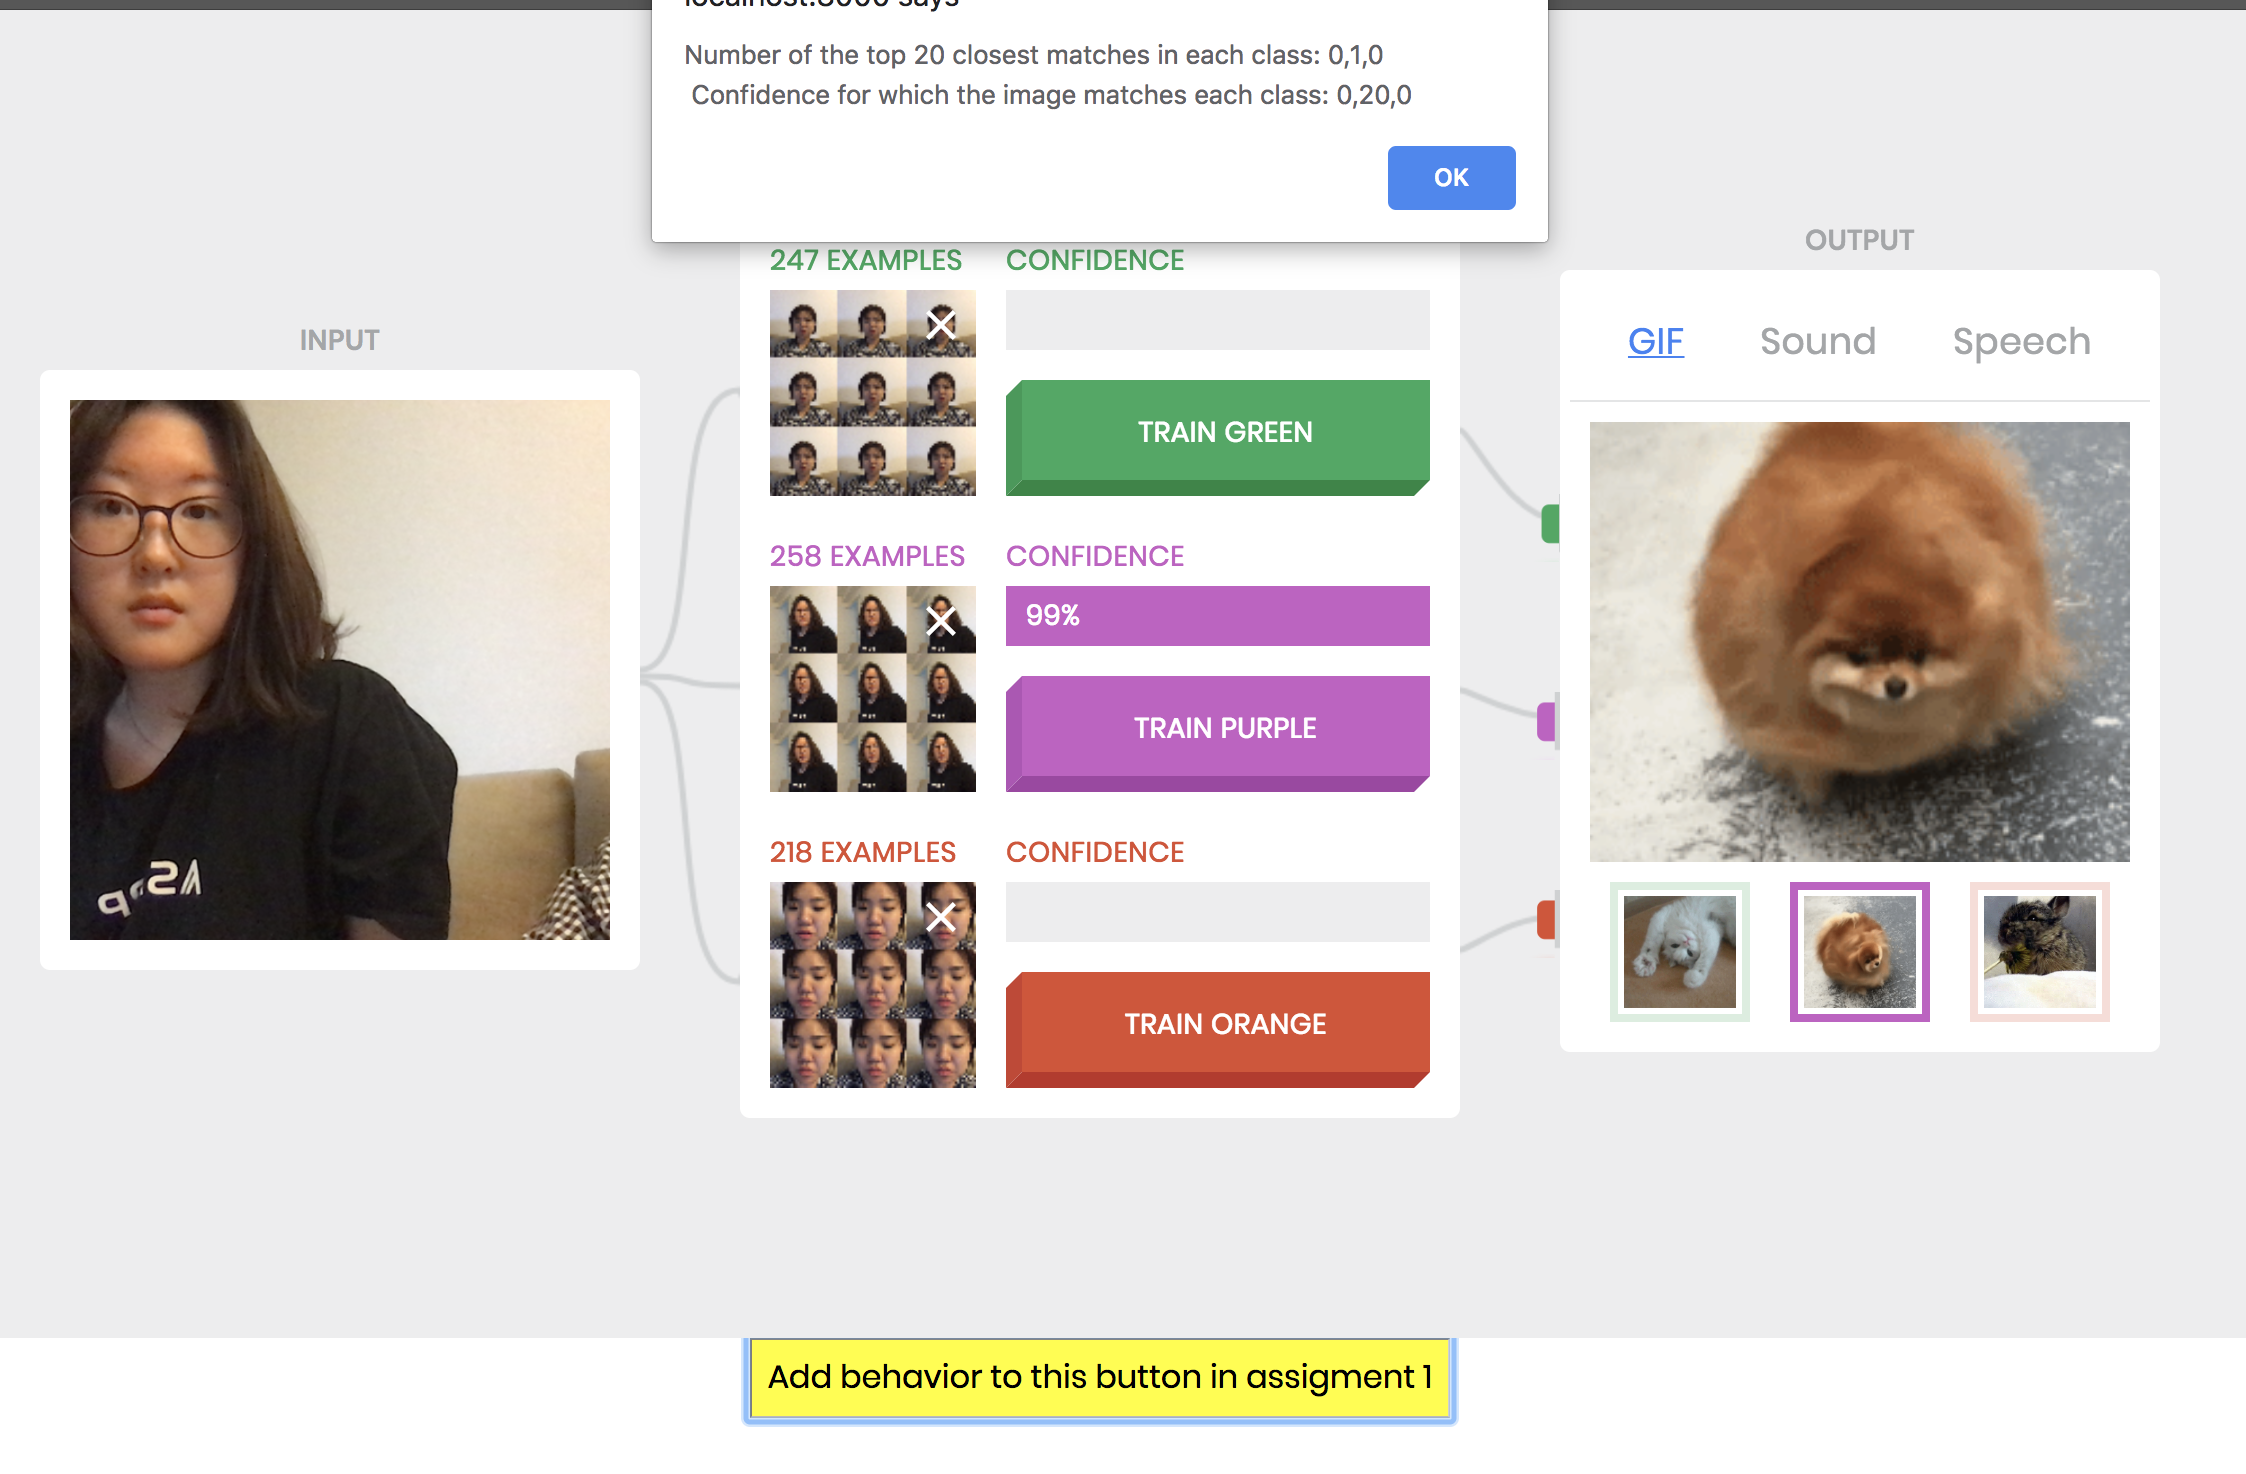 localhost:8000 says
Number of the top 20 closest matches in each class: 0,1,0
Confidence for which the image matches each class: 0,20,0
OK
INPUT
247 EXAMPLES
CONFIDENCE
TRAIN GREEN
258 EXAMPLES
CONFIDENCE
99%
TRAIN PURPLE
218 EXAMPLES
CONFIDENCE
TRAIN ORANGE
OUTPUT
GIF
Sound
Speech
Add behavior to this button in assigment 1